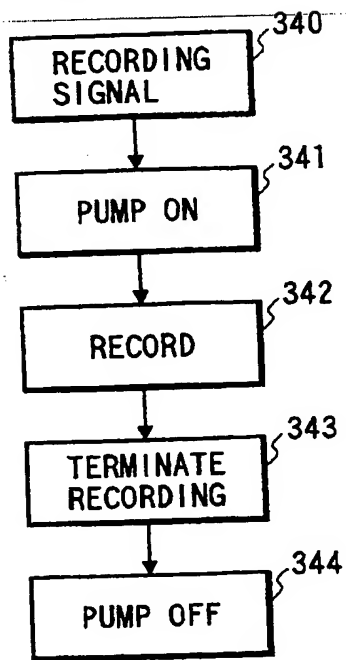 340
RECORDING
SIGNAL
341
PUMP ON
342
RECORD
343
TERMINATE
RECORDING
344
PUMP OFF